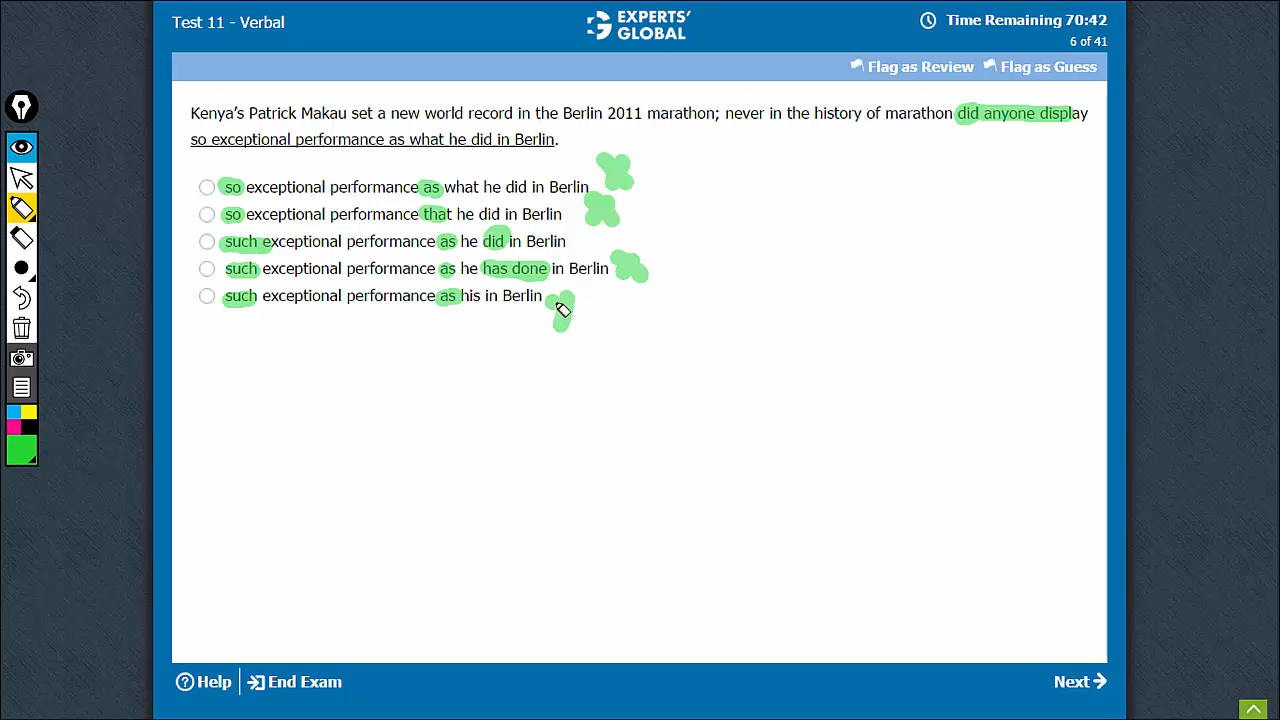 Test 11 - Verbal
EXPERTS'
GLOBAL
Time Remaining 70:42
6 of 41
Flag as Review
Flag as Guess
Kenya's Patrick Makau set a new world record in the Berlin 2011 marathon; never in the history of marathon did anyone display
so exceptional performance as what he did in Berlin.
so exceptional performance as what he did in Berlin
so exceptional performance that he did in Berlin
such exceptional performance as he did in Berlin
such exceptional performance as he has done in Berlin
such exceptional performance as his in Berlin
Help
End Exam
Next